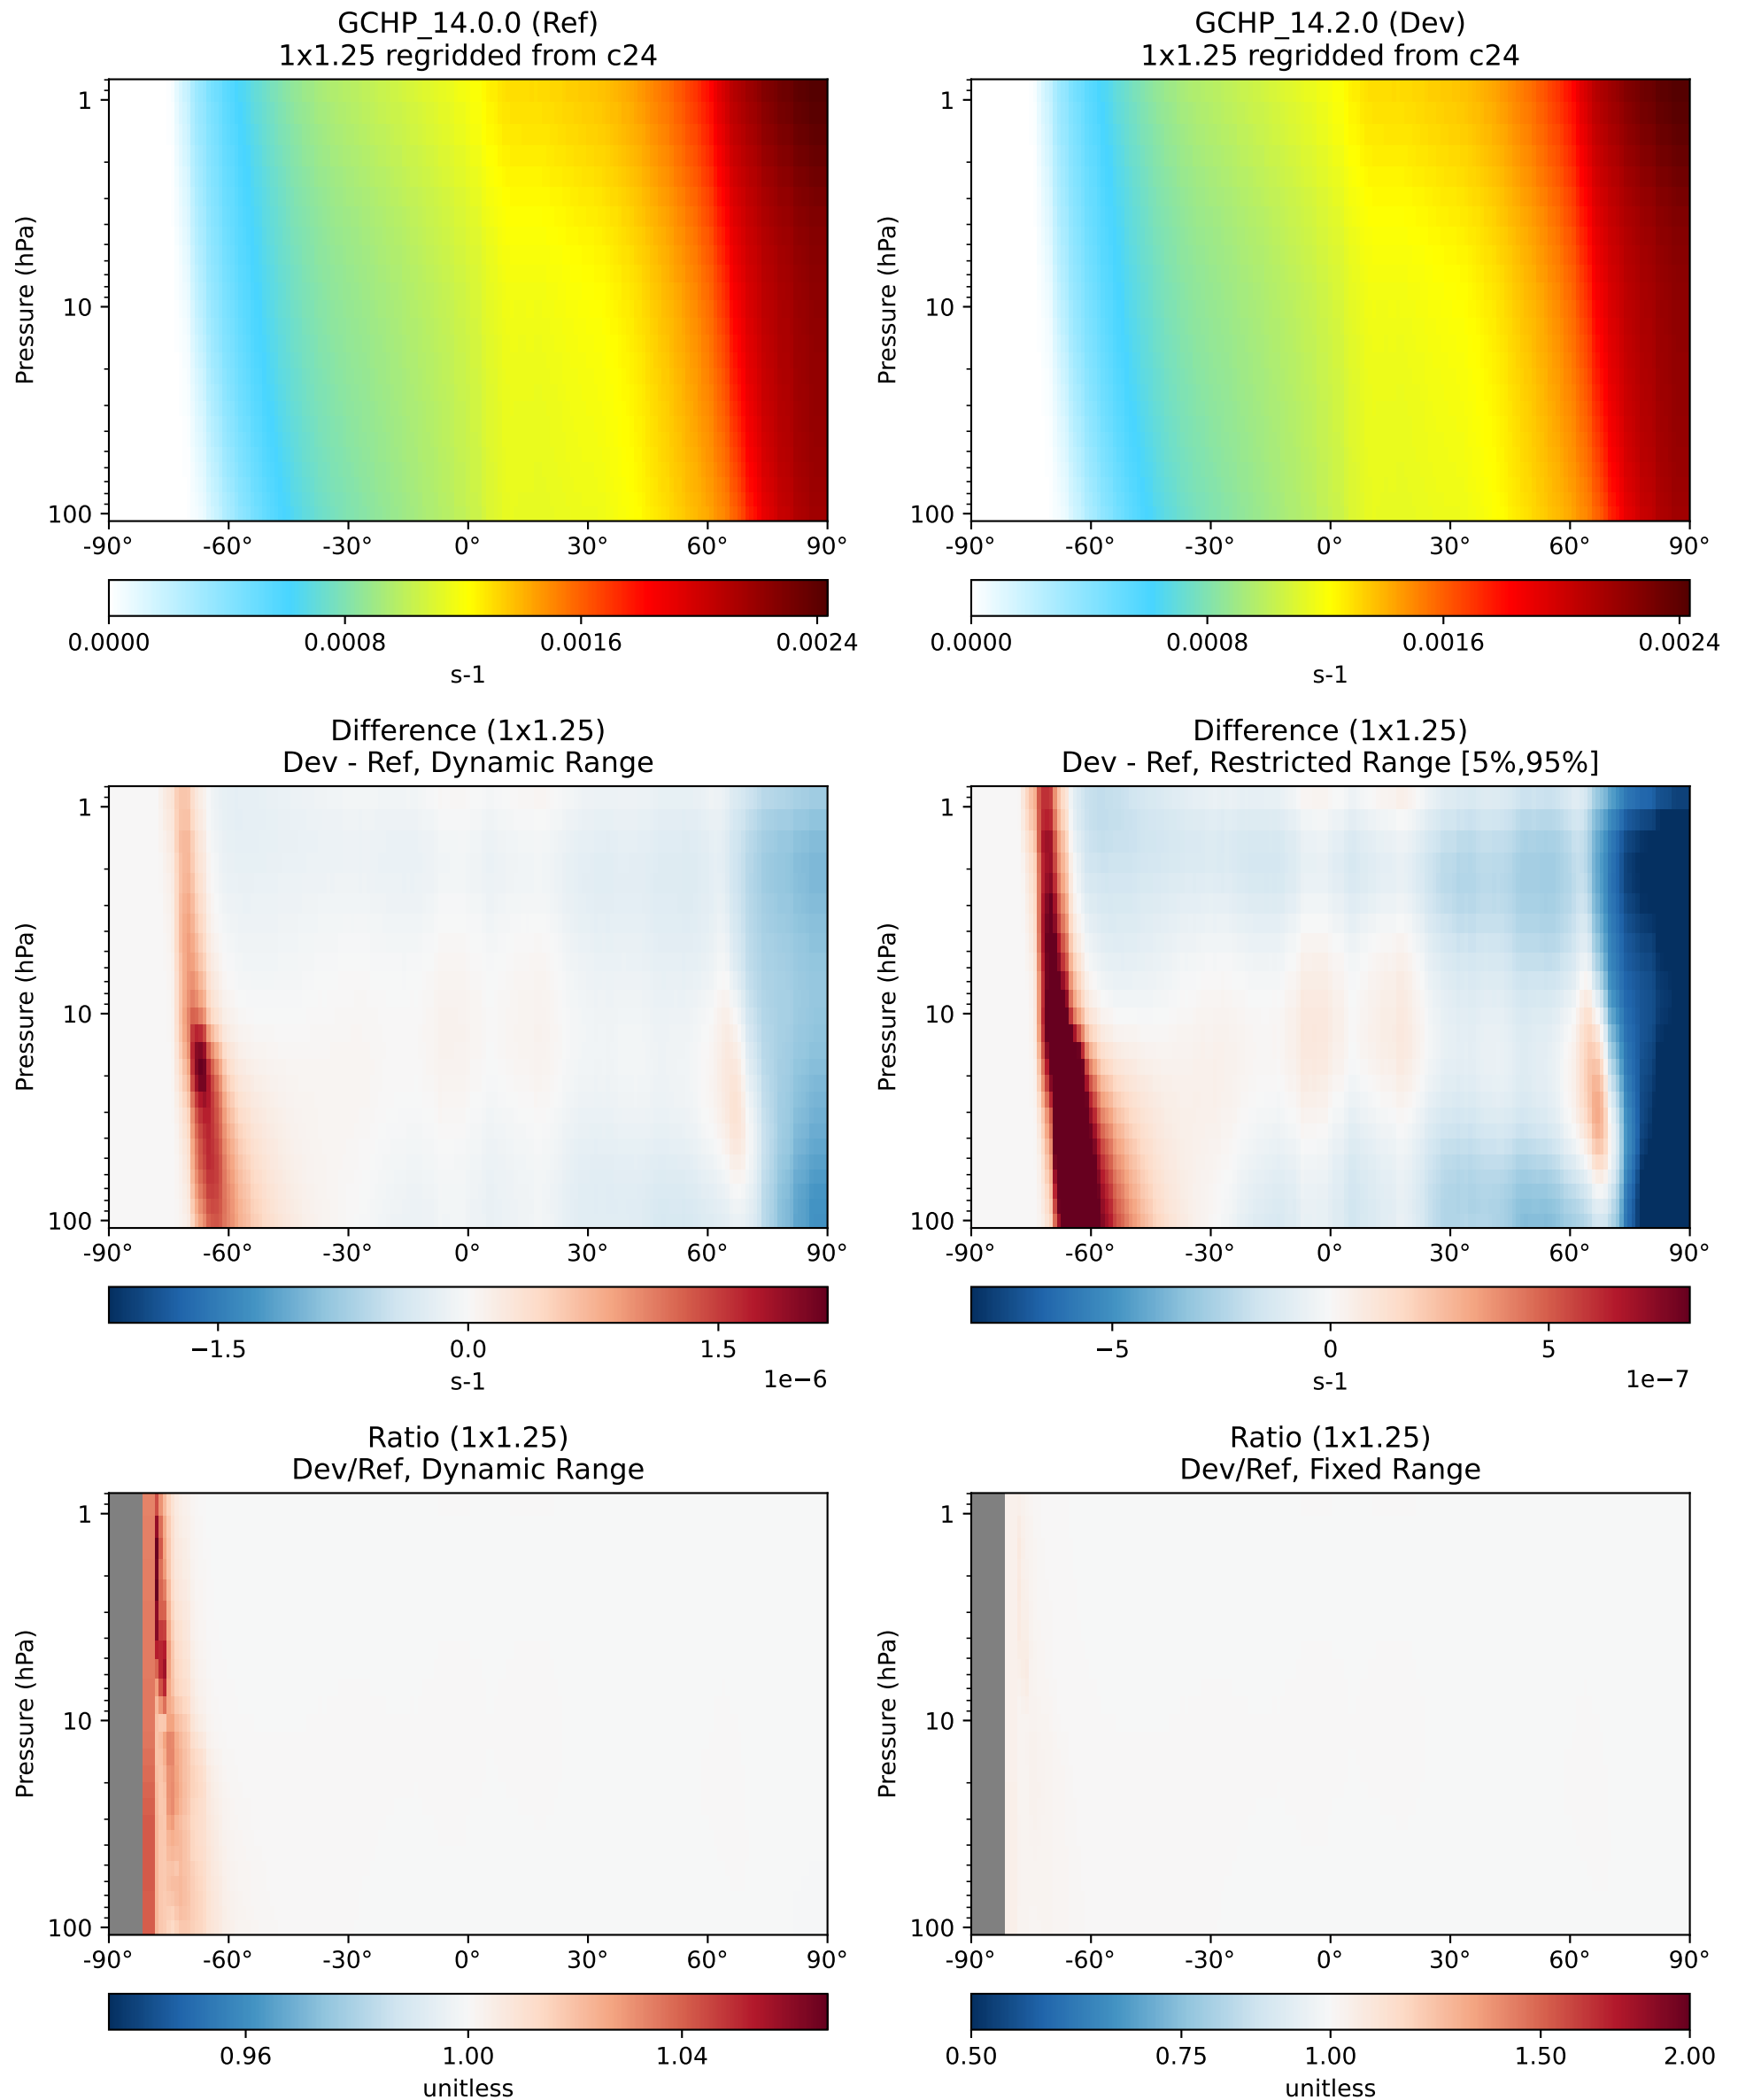 GCHP_14.0.0 (Ref)
1x1.25 regridded from c24
Pressure (hPa)
1
10
100
-90° -60° -30° 0° 30° 60° 90°
0.0000 0.0008 0.0016 0.0024
s-1
GCHP_14.2.0 (Dev)
1x1.25 regridded from c24
Pressure (hPa)
1
10
100
-90° -60° -30° 0° 30° 60° 90°
0.0000 0.0008 0.0016 0.0024
s-1
Difference (1x1.25)
Dev - Ref, Dynamic Range
Pressure (hPa)
1
10
100
-90° -60° -30° 0° 30° 60° 90°
−1.5 0.0 1.5
s-1 1e−6
Difference (1x1.25)
Dev - Ref, Restricted Range [5%,95%]
Pressure (hPa)
1
10
100
-90° -60° -30° 0° 30° 60° 90°
−5 0 5
s-1 1e−7
Ratio (1x1.25)
Dev/Ref, Dynamic Range
Pressure (hPa)
1
10
100
-90° -60° -30° 0° 30° 60° 90°
0.96 1.00 1.04
unitless
Ratio (1x1.25)
Dev/Ref, Fixed Range
Pressure (hPa)
1
10
100
-90° -60° -30° 0° 30° 60° 90°
0.50 0.75 1.00 1.50 2.00
unitless